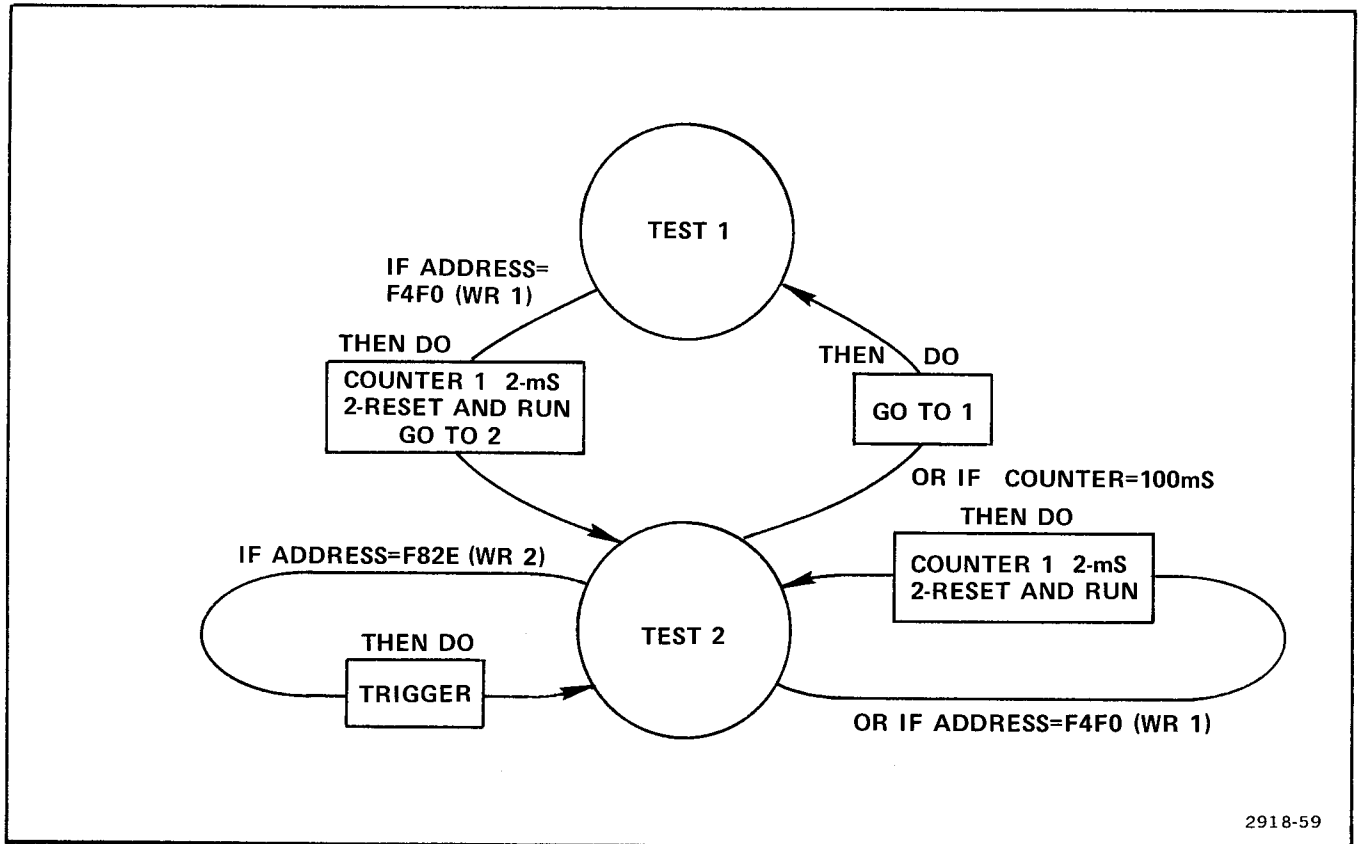 TEST 1
IF ADDRESS=
F4F0 (WR 1)
THEN DO
COUNTER 1 2-mS
2-RESET AND RUN
GO TO 2
THEN DO
GO TO 1
OR IF COUNTER=100mS
THEN DO
COUNTER 1 2-mS
2-RESET AND RUN
IF ADDRESS=F82E (WR 2)
THEN DO
TRIGGER
TEST 2
OR IF ADDRESS=F4F0 (WR 1)
2918-59